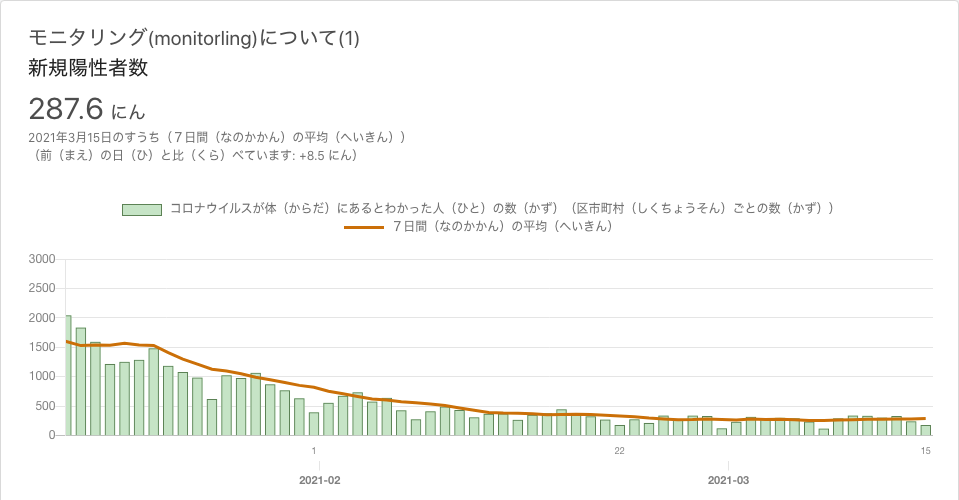 モニタリング(monitorling)について(1)
新規陽性者数
287.6 にん
2021年3月15日のすうち（７日間（なのかかん）の平均（へいきん））
（前（まえ）の日（ひ）と比（くら）べています: +8.5 にん）
コロナウイルスが体（からだ）にあるとわかった人（ひと）の数（かず）（区市町村（しくちょうそん）ごとの数（かず））
７日間（なのかかん）の平均（へいきん）
3000
2500
2000
1500
1000
500
0
1 22 15
2021-02 2021-03